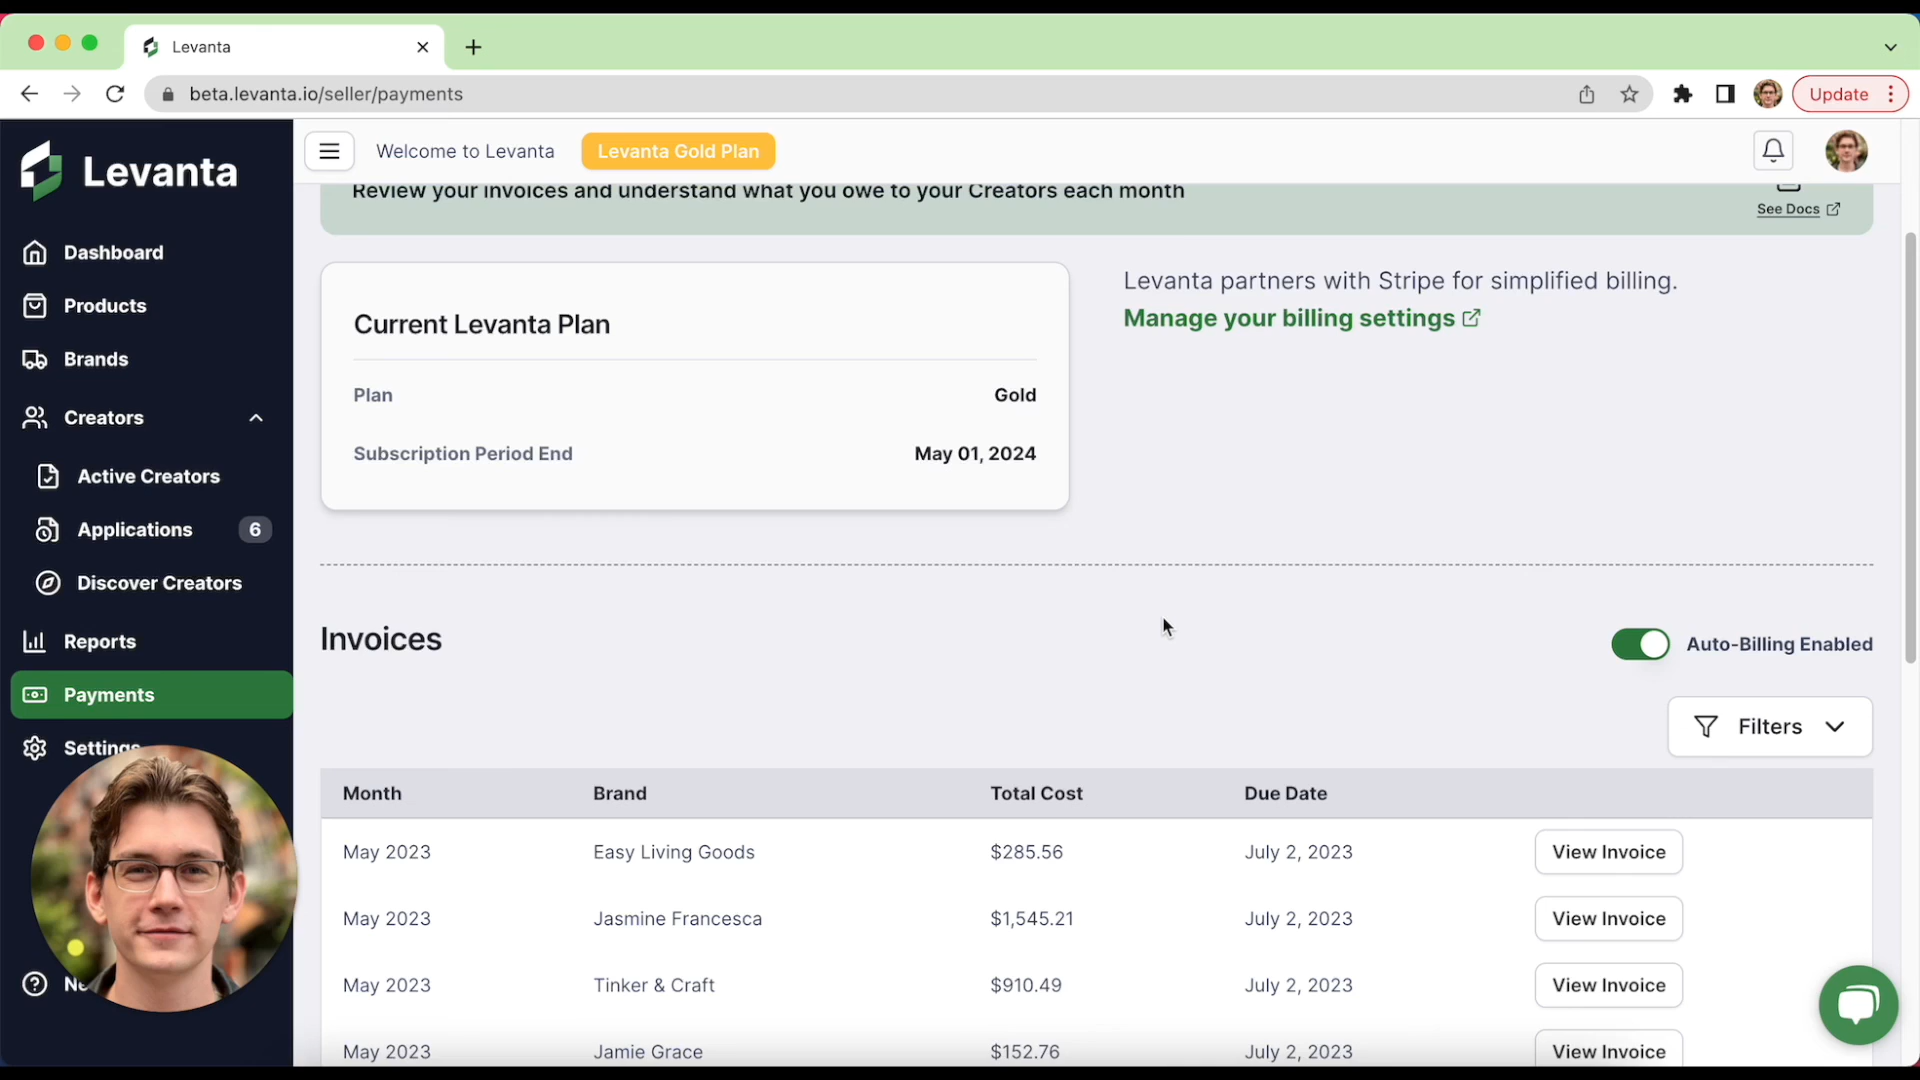 Levanta
beta.levanta.io/seller/payments
Update
Levanta
Welcome to Levanta
Levanta Gold Plan
Review your invoices and understand what you owe to your Creators each month
See Docs
Dashboard
Products
Brands
Creators
Active Creators
Applications 6
Discover Creators
Reports
Payments
Settings
Current Levanta Plan
Plan Gold
Subscription Period End May 01, 2024
Levanta partners with Stripe for simplified billing.
Manage your billing settings
Invoices
Auto-Billing Enabled
Filters
Month Brand Total Cost Due Date
May 2023 Easy Living Goods $285.56 July 2, 2023 View Invoice
May 2023 Jasmine Francesca $1,545.21 July 2, 2023 View Invoice
May 2023 Tinker & Craft $910.49 July 2, 2023 View Invoice
May 2023 Jamie Grace $152.76 July 2, 2023 View Invoice